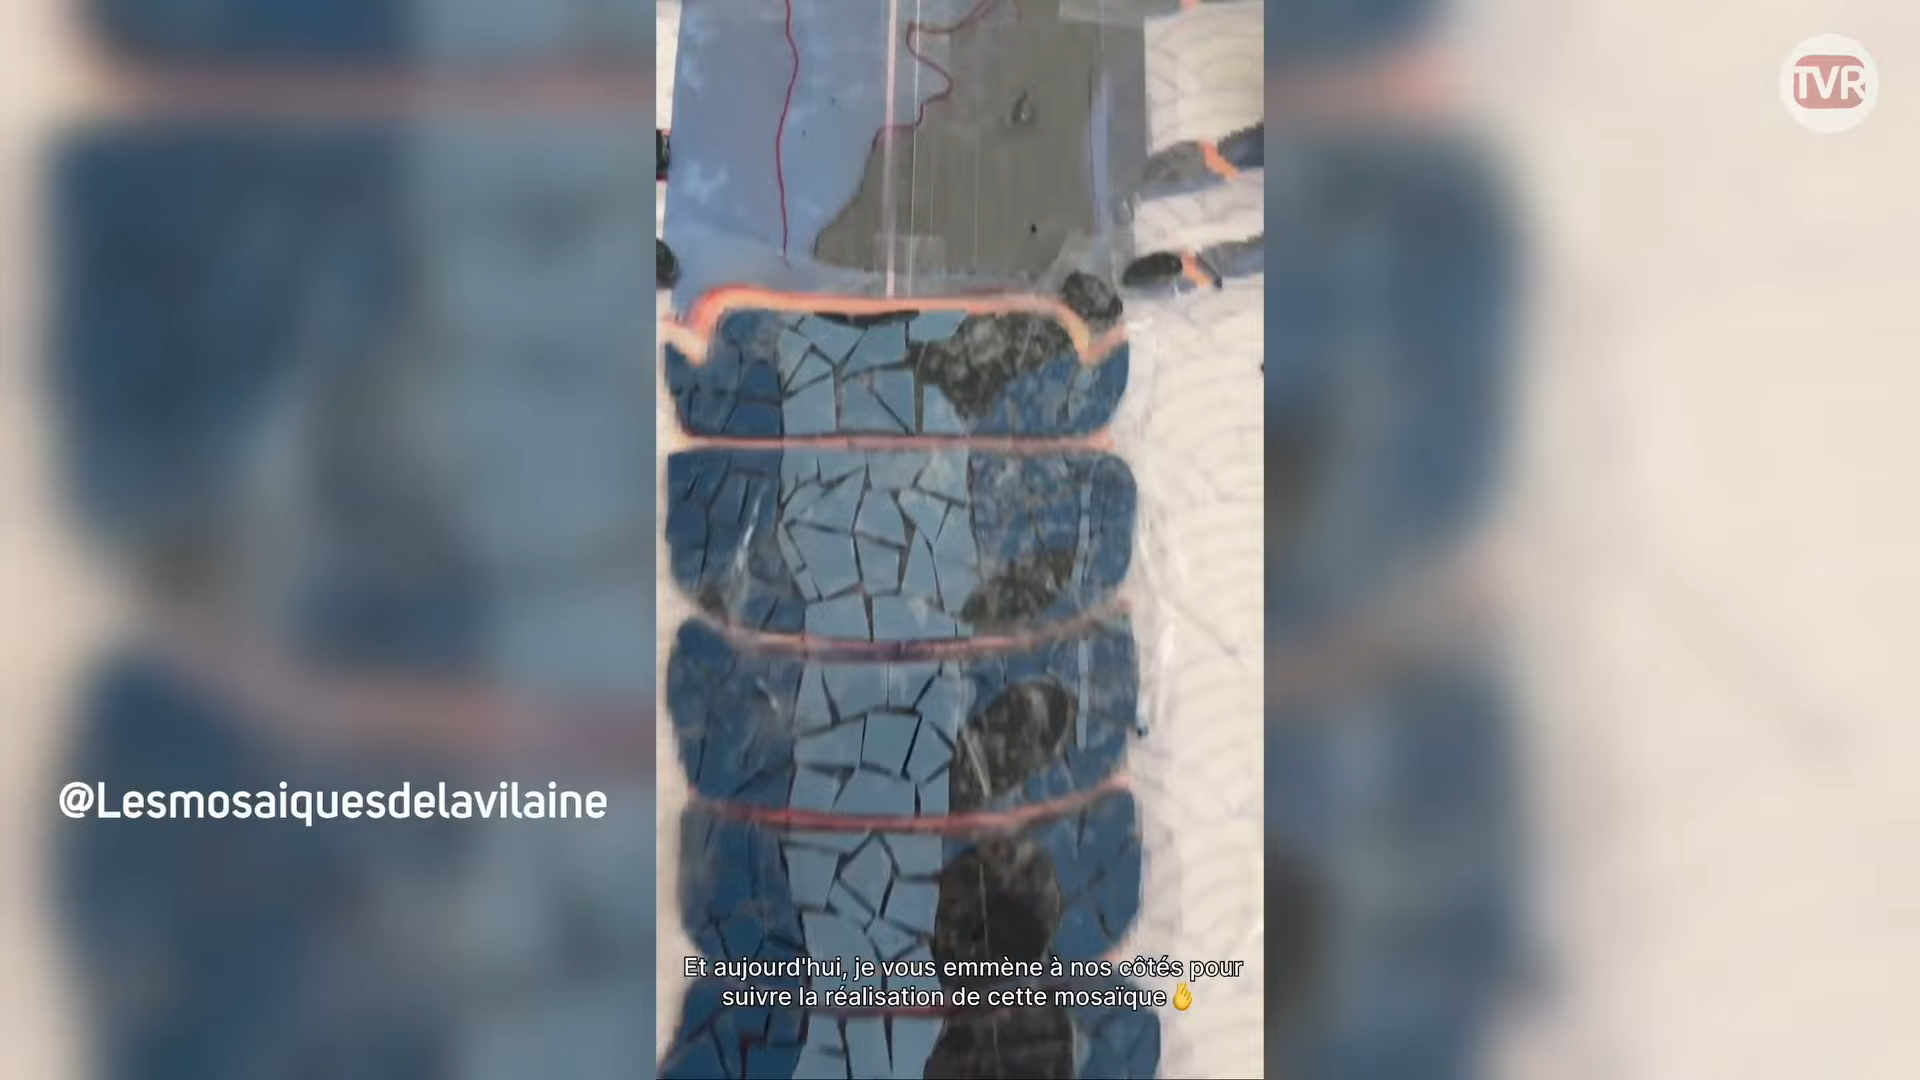 TVR
@Lesmosaiquesdelavilaine
Et aujourd'hui, je vous emmène à nos côtés pour
suivre la réalisation de cette mosaïque🫰